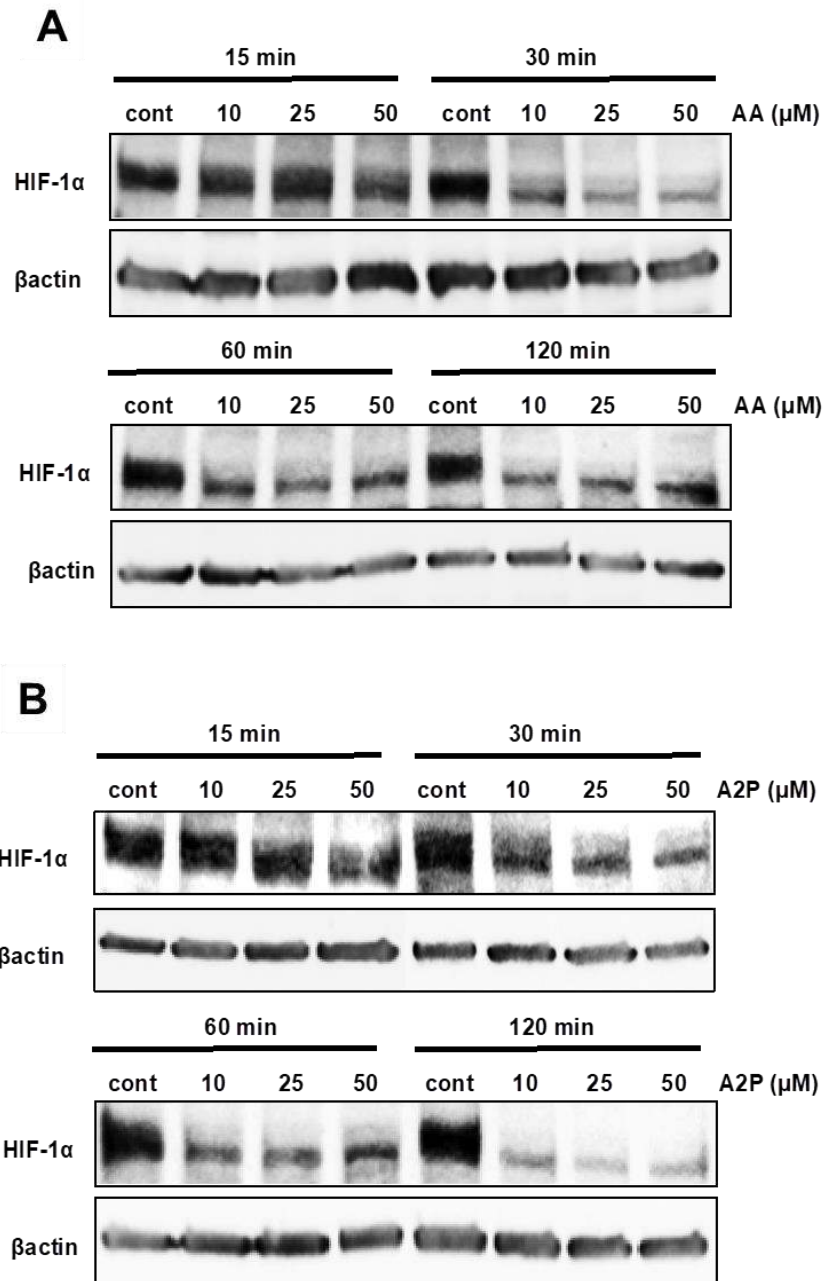 A
15 min 30 min
cont 10 25 50 cont 10 25 50 AA (μM)
HIF-1α
βactin
60 min 120 min
cont 10 25 50 cont 10 25 50 AA (μM)
HIF-1α
βactin
B
15 min 30 min
cont 10 25 50 cont 10 25 50 A2P (μM)
HIF-1α
βactin
60 min 120 min
cont 10 25 50 cont 10 25 50 A2P (μM)
HIF-1α
βactin